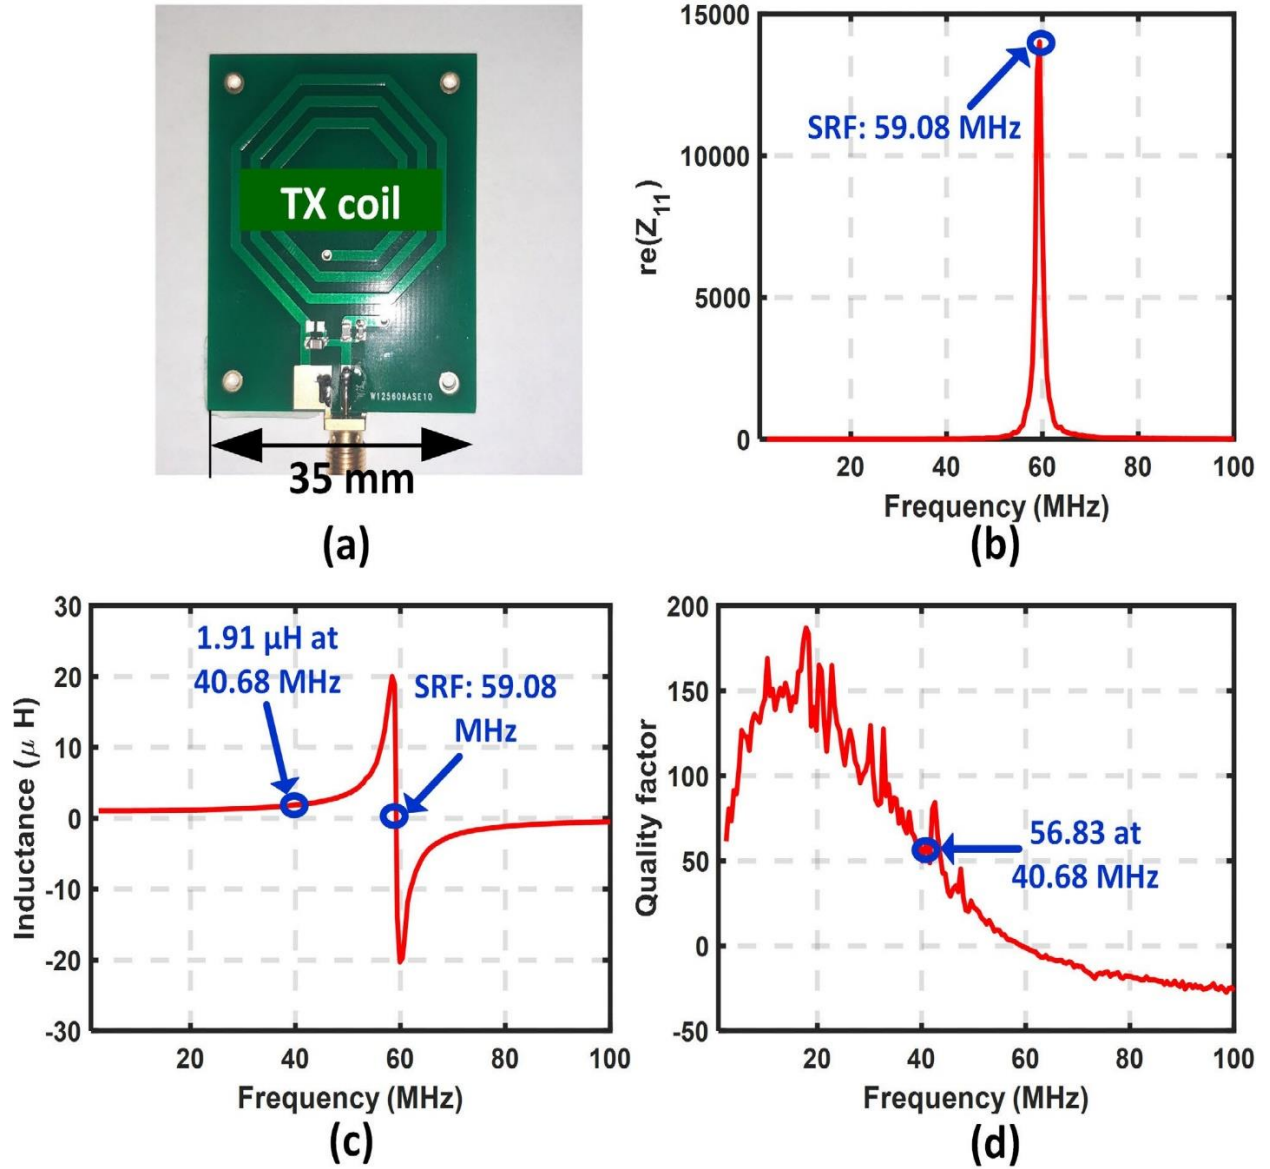 TX coil
W12560BASE10
35 mm
(a)
15000
10000
5000
0
re(Z11)
SRF: 59.08 MHz
20 40 60 80 100
Frequency (MHz)
(b)
30
20
10
0
-10
-20
-30
Inductance (μ H)
1.91 μH at
40.68 MHz
SRF: 59.08
MHz
20 40 60 80 100
Frequency (MHz)
(c)
200
150
100
50
0
-50
Quality factor
56.83 at
40.68 MHz
20 40 60 80 100
Frequency (MHz)
(d)